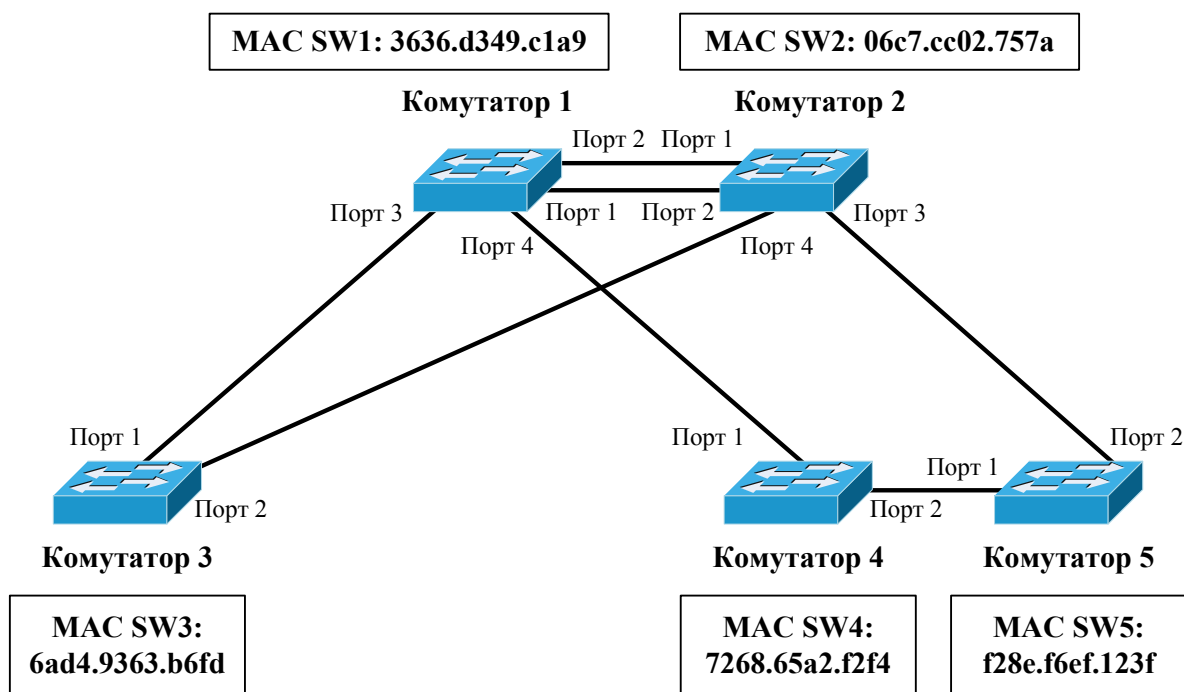 MAC SW1: 3636.d349.c1a9
MAC SW2: 06c7.cc02.757a
Комутатор 1
Комутатор 2
Порт 2
Порт 1
Порт 3
Порт 1
Порт 2
Порт 3
Порт 4
Порт 4
Порт 1
Порт 1
Порт 2
Порт 1
Порт 2
Порт 2
Комутатор 3
Комутатор 4
Комутатор 5
MAC SW3:
6ad4.9363.b6fd
MAC SW4:
7268.65a2.f2f4
MAC SW5:
f28e.f6ef.123f